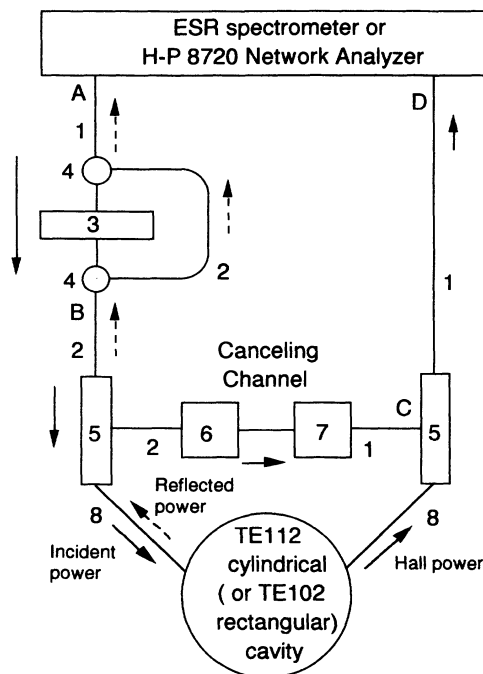 ESR spectrometer or
H-P 8720 Network Analyzer
A
D
1
4
3
4
2
1
B
2
Canceling
Channel
C
5
2
6
7
1
5
Reflected
power
8
8
Incident
power
Hall power
TE112
cylindrical
( or TE102
rectangular)
cavity